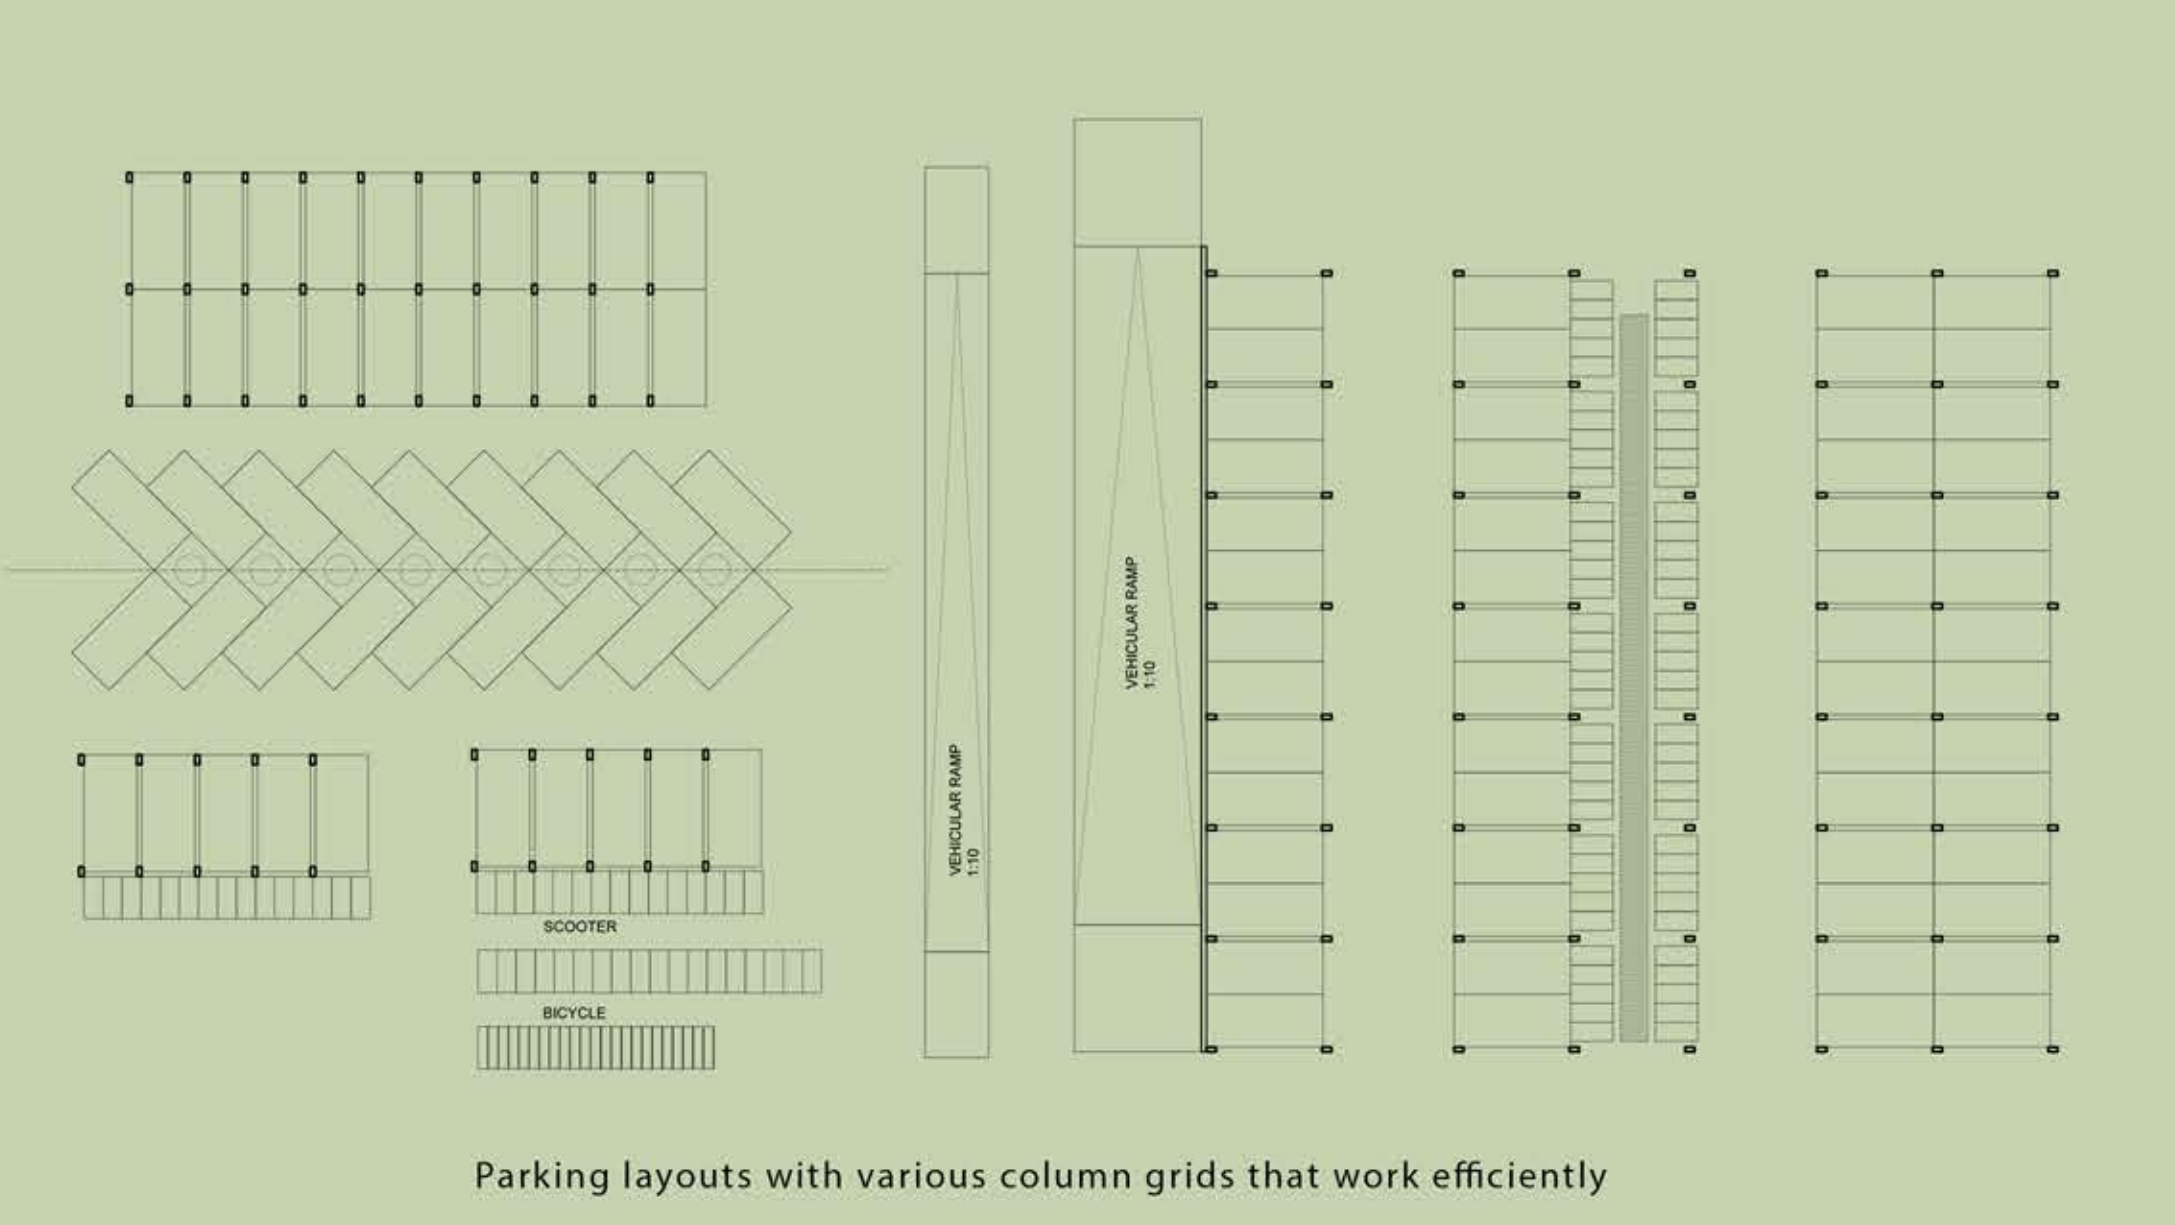 SCOOTER
BICYCLE
VEHICULAR RAMP
1:10
VEHICULAR RAMP
1:10
Parking layouts with various column grids that work efficiently